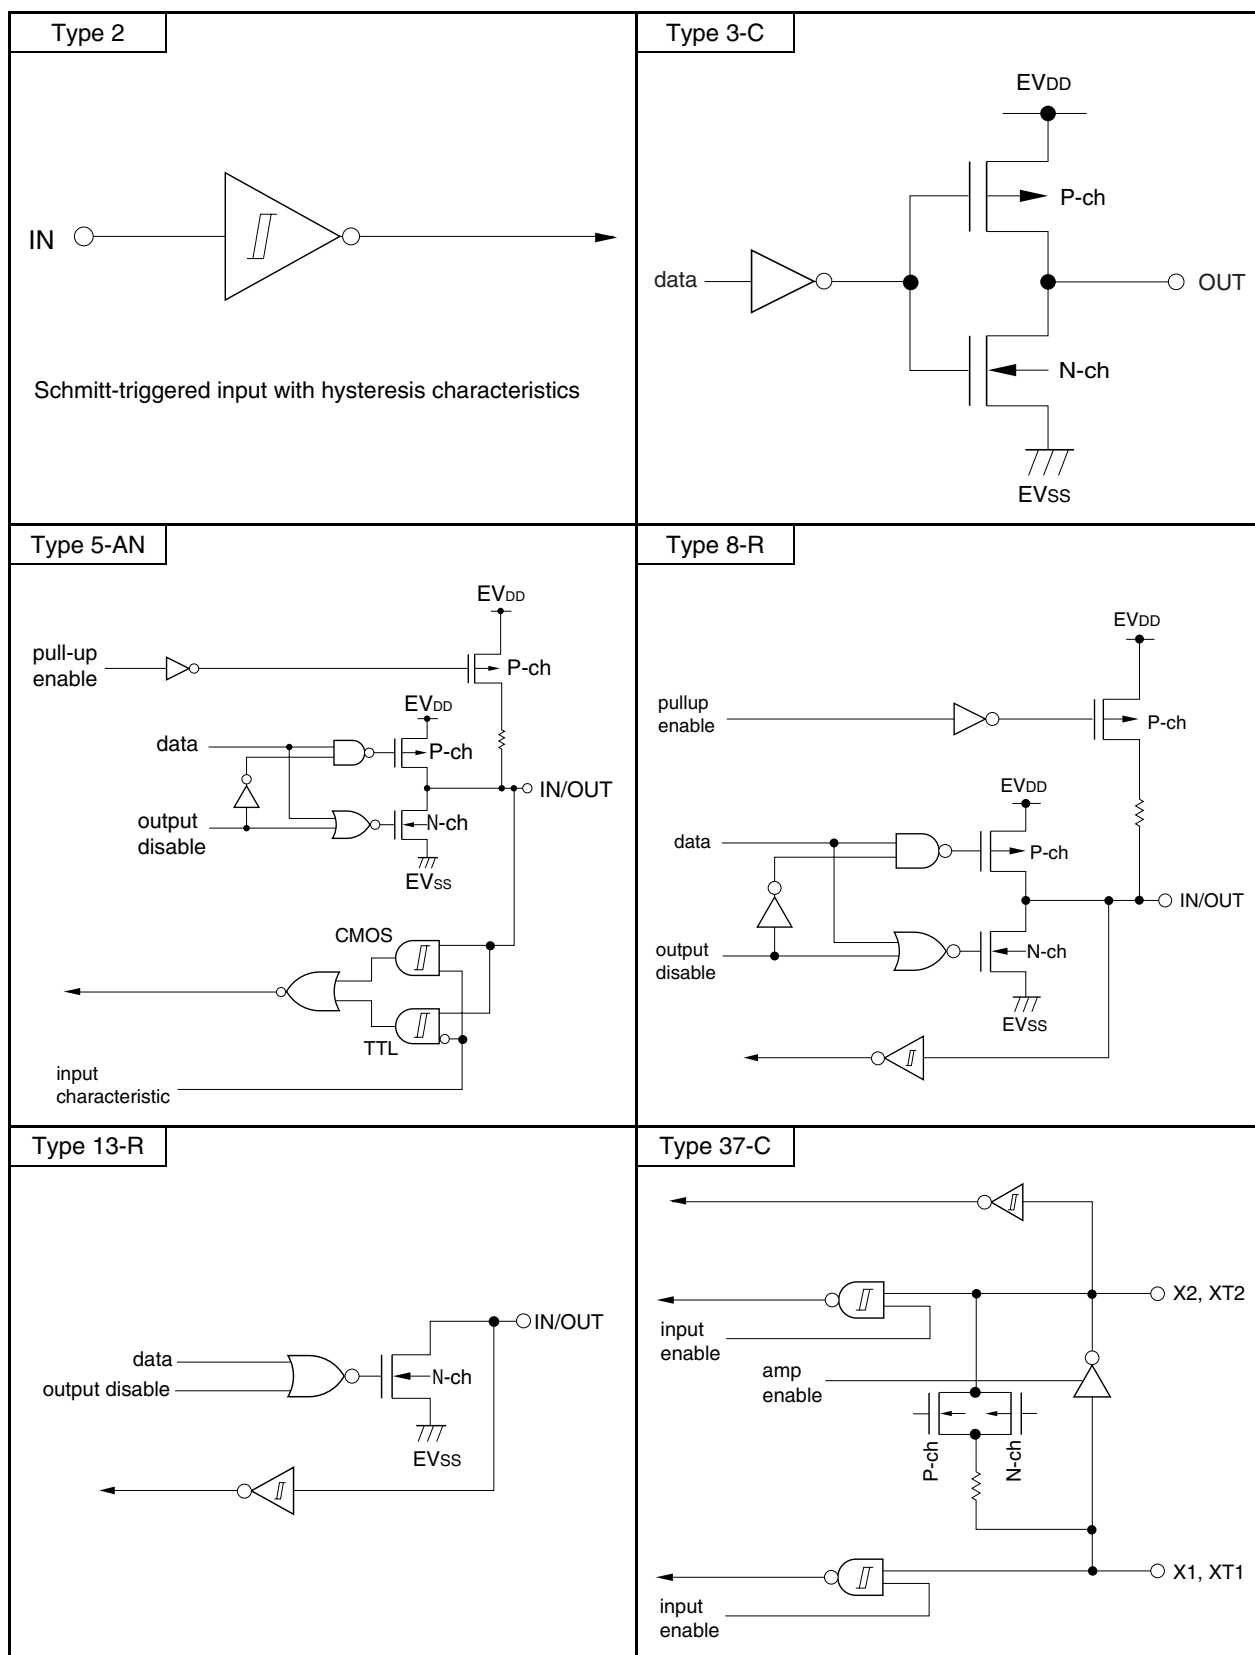 Type 2
IN
Schmitt-triggered input with hysteresis characteristics
Type 3-C
EVDD
P-ch
data
OUT
N-ch
EVSS
Type 5-AN
EVDD
pull-up
enable
P-ch
EVDD
data
P-ch
IN/OUT
output
disable
N-ch
EVSS
CMOS
TTL
input
characteristic
Type 8-R
EVDD
pullup
enable
P-ch
EVDD
data
P-ch
IN/OUT
output
disable
N-ch
EVSS
Type 13-R
IN/OUT
data
output disable
N-ch
EVSS
Type 37-C
X2, XT2
input
enable
amp
enable
P-ch
N-ch
X1, XT1
input
enable